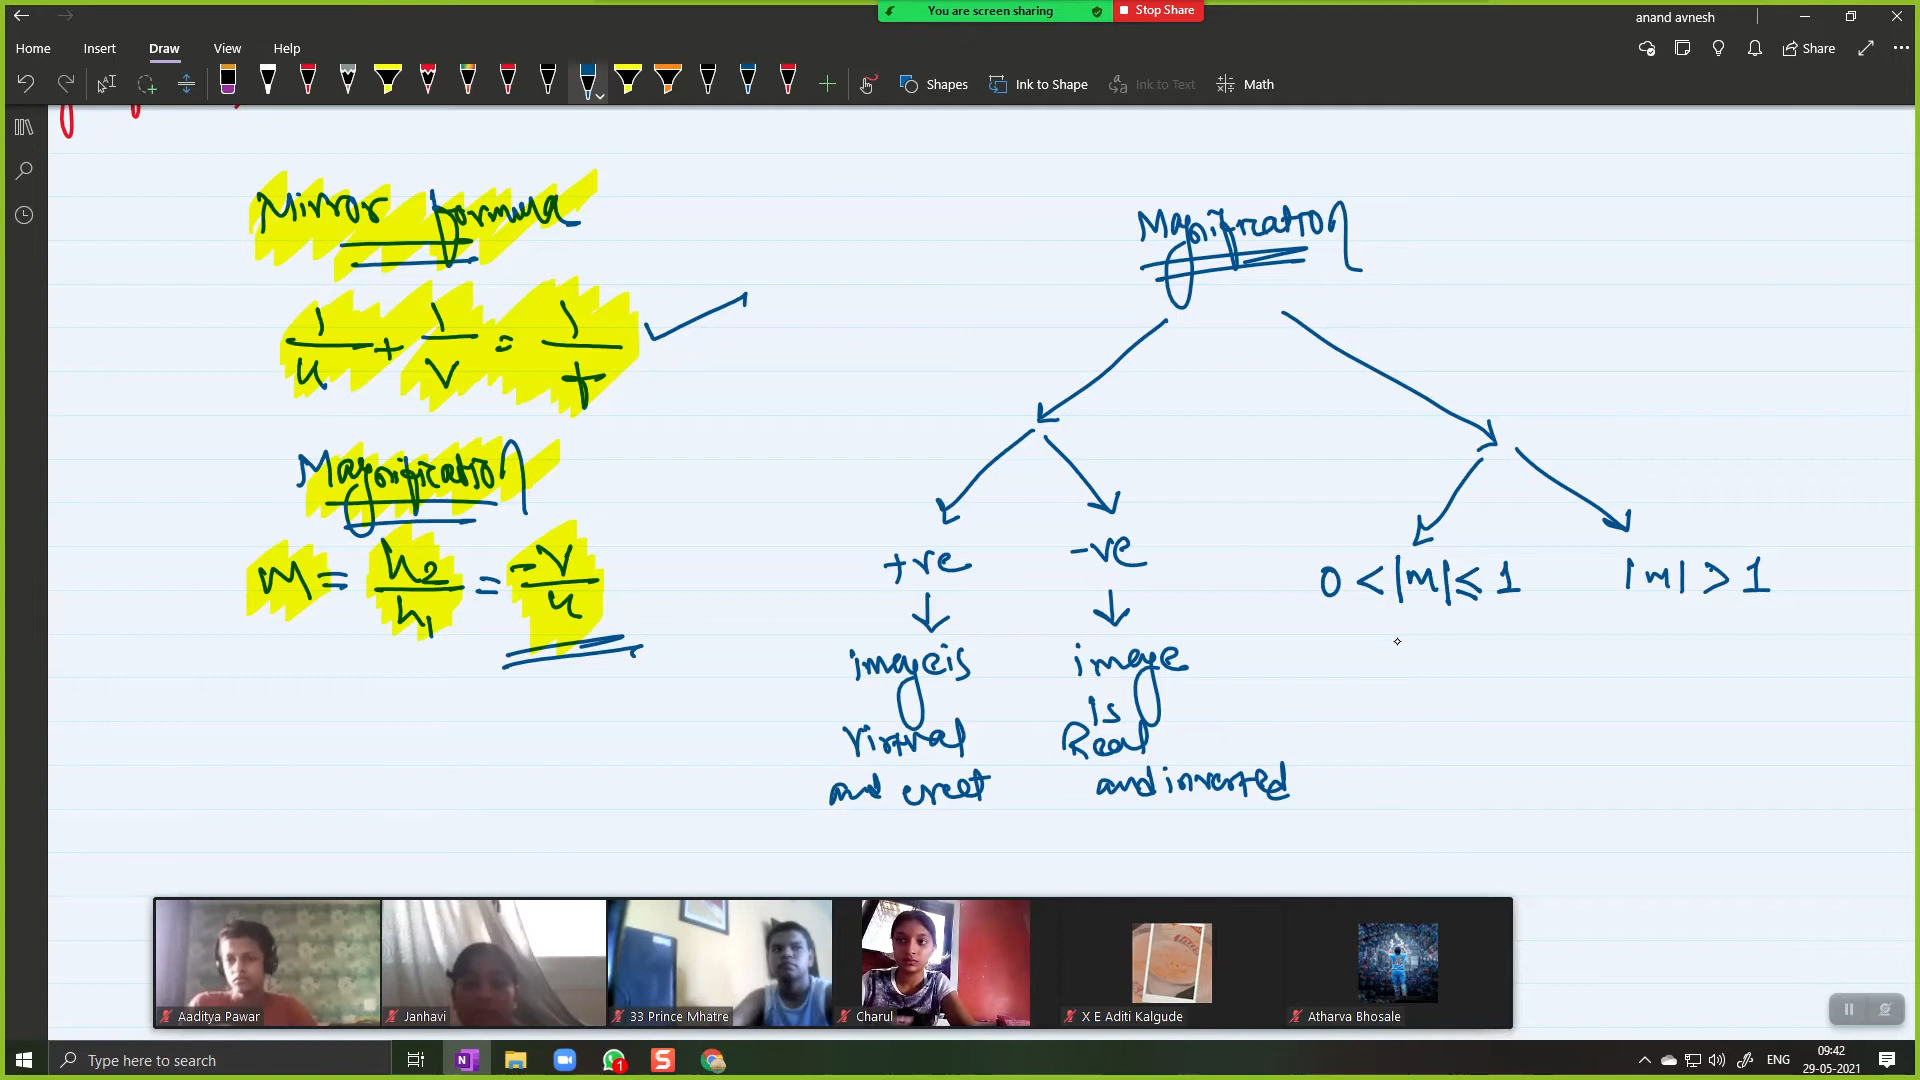 You are screen sharing
Stop Share
anand avnesh
Home Insert Draw View Help
Share
Shapes Ink to Shape Ink to Text Math
Mirror formula
1/u + 1/v = 1/f
Magnification
m = h2/h1 = -v/u
Magnification
+ve -ve 0 < |m| ≤ 1 |m| > 1
image is
virtual
and erect
image
is
Real
and inverted
Aaditya Pawar
Janhavi
33 Prince Mhatre
Charul
X E Aditi Kalgude
Atharva Bhosale
Type here to search
N
1
S
ENG
09:42
29-05-2021